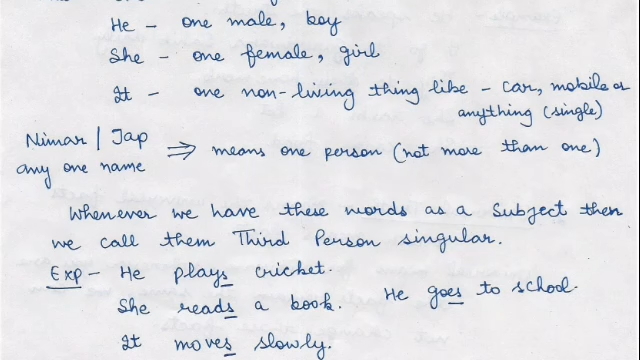 He - one male, boy
She - one female, girl
It - one non-living thing like - car, mobile or
anything (single)
Nimar | Jap
any one name ⇒ means one person (not more than one)
Whenever we have these words as a Subject then
we call them Third Person singular.
Exp - He plays cricket.
She reads a book. He goes to school.
It moves slowly.